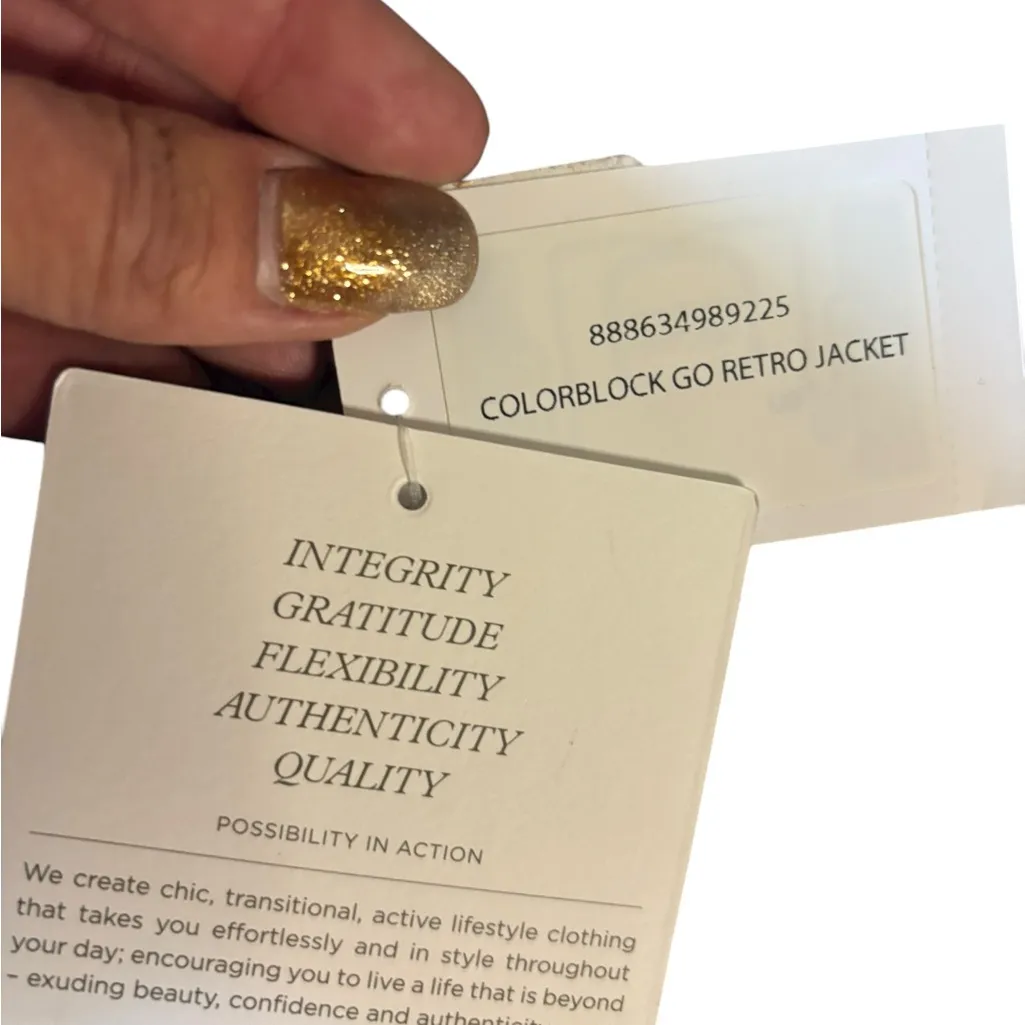 888634989225
COLORBLOCK GO RETRO JACKET
INTEGRITY
GRATITUDE
FLEXIBILITY
AUTHENTICITY
QUALITY
POSSIBILITY IN ACTION
We create chic, transitional, active lifestyle clothing
that takes you effortlessly and in style throughout
your day; encouraging you to live a life that is beyond
– exuding beauty, confidence and